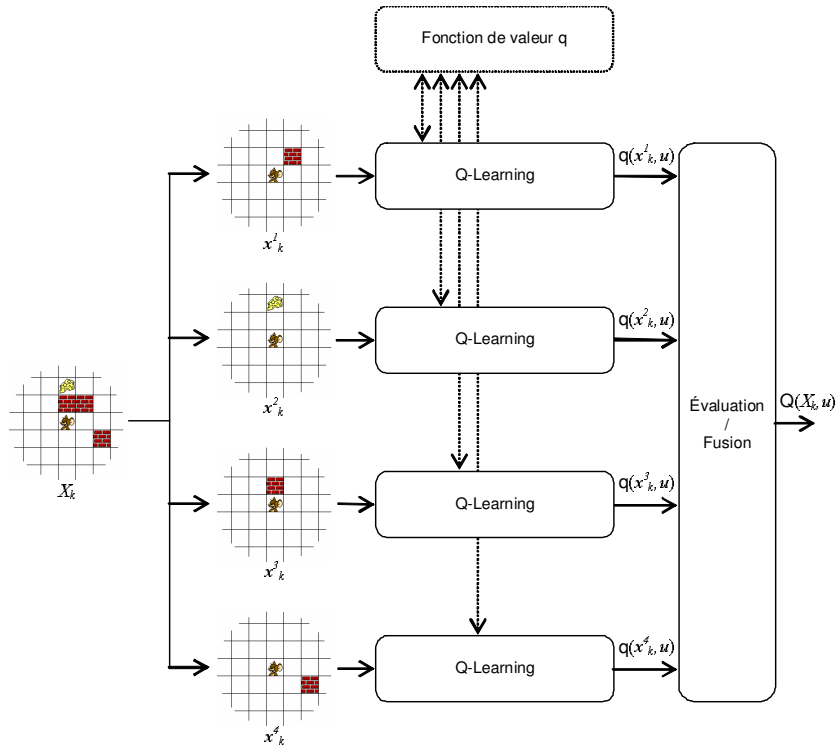 Fonction de valeur q
Q-Learning
q(x¹ₖ, u)
x¹ₖ
Q-Learning
q(x²ₖ, u)
x²ₖ
Xₖ
Évaluation
/
Fusion
Q(Xₖ, u)
Q-Learning
q(x³ₖ, u)
x³ₖ
Q-Learning
q(x⁴ₖ, u)
x⁴ₖ